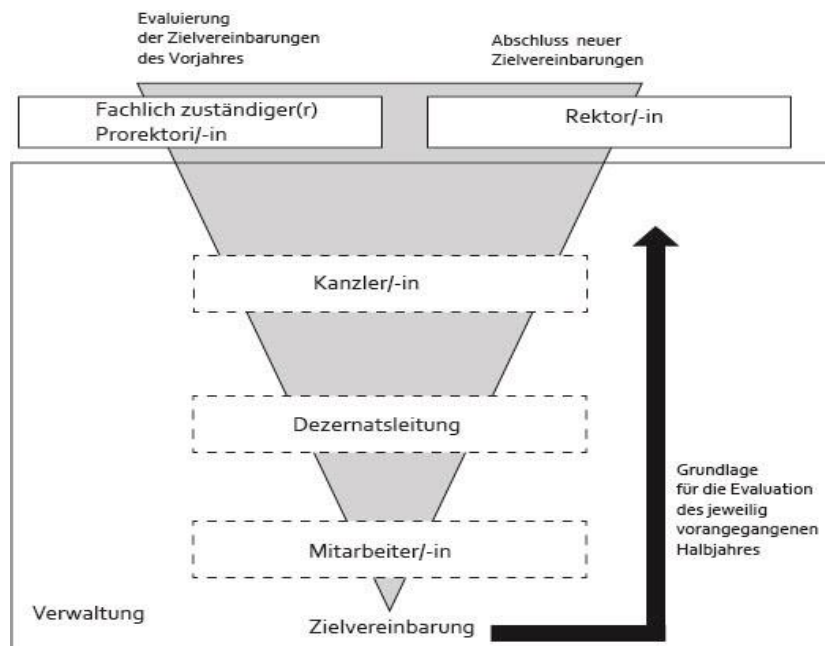 Evaluierung
der Zielvereinbarungen
des Vorjahres
Abschluss neuer
Zielvereinbarungen
Fachlich zuständiger(r)
Prorektori/-in
Rektor/-in
Kanzler/-in
Dezernatsleitung
Mitarbeiter/-in
Grundlage
für die Evaluation
des jeweilig
vorangegangenen
Halbjahres
Verwaltung
Zielvereinbarung